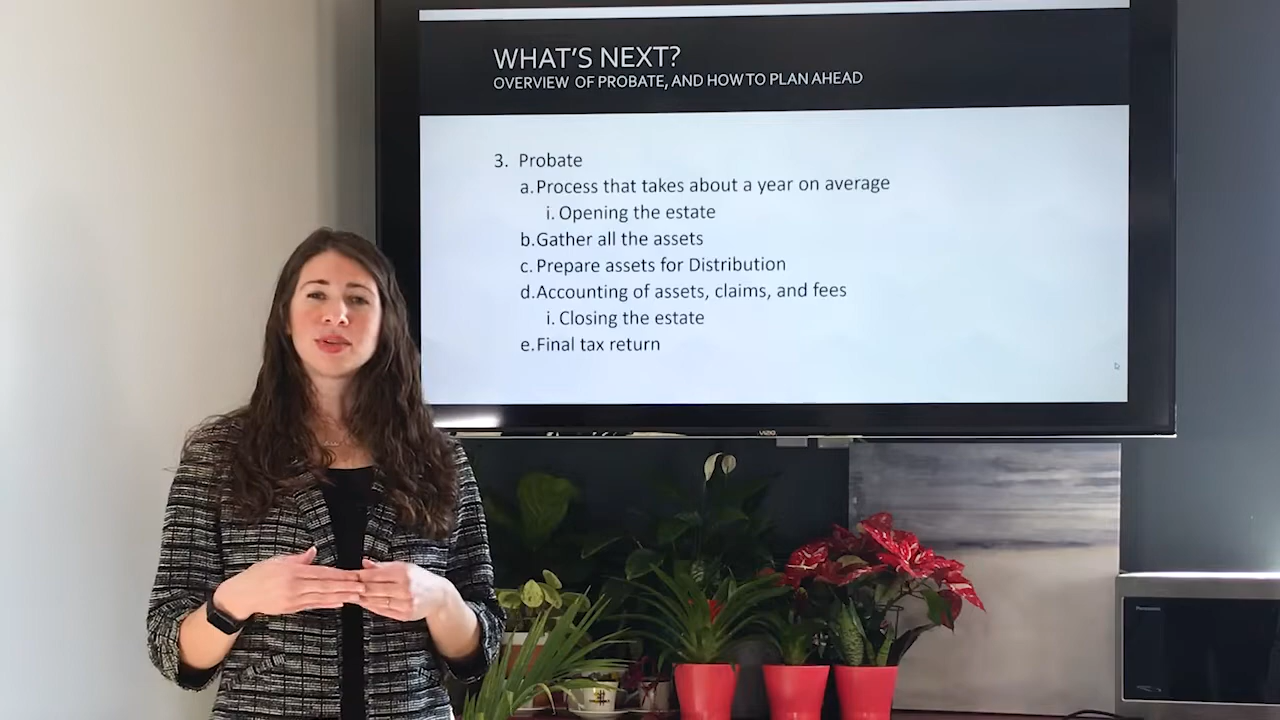 WHAT'S NEXT?
OVERVIEW OF PROBATE, AND HOW TO PLAN AHEAD
3. Probate
a. Process that takes about a year on average
i. Opening the estate
b. Gather all the assets
c. Prepare assets for Distribution
d. Accounting of assets, claims, and fees
i. Closing the estate
e. Final tax return
VIZIO
Panasonic